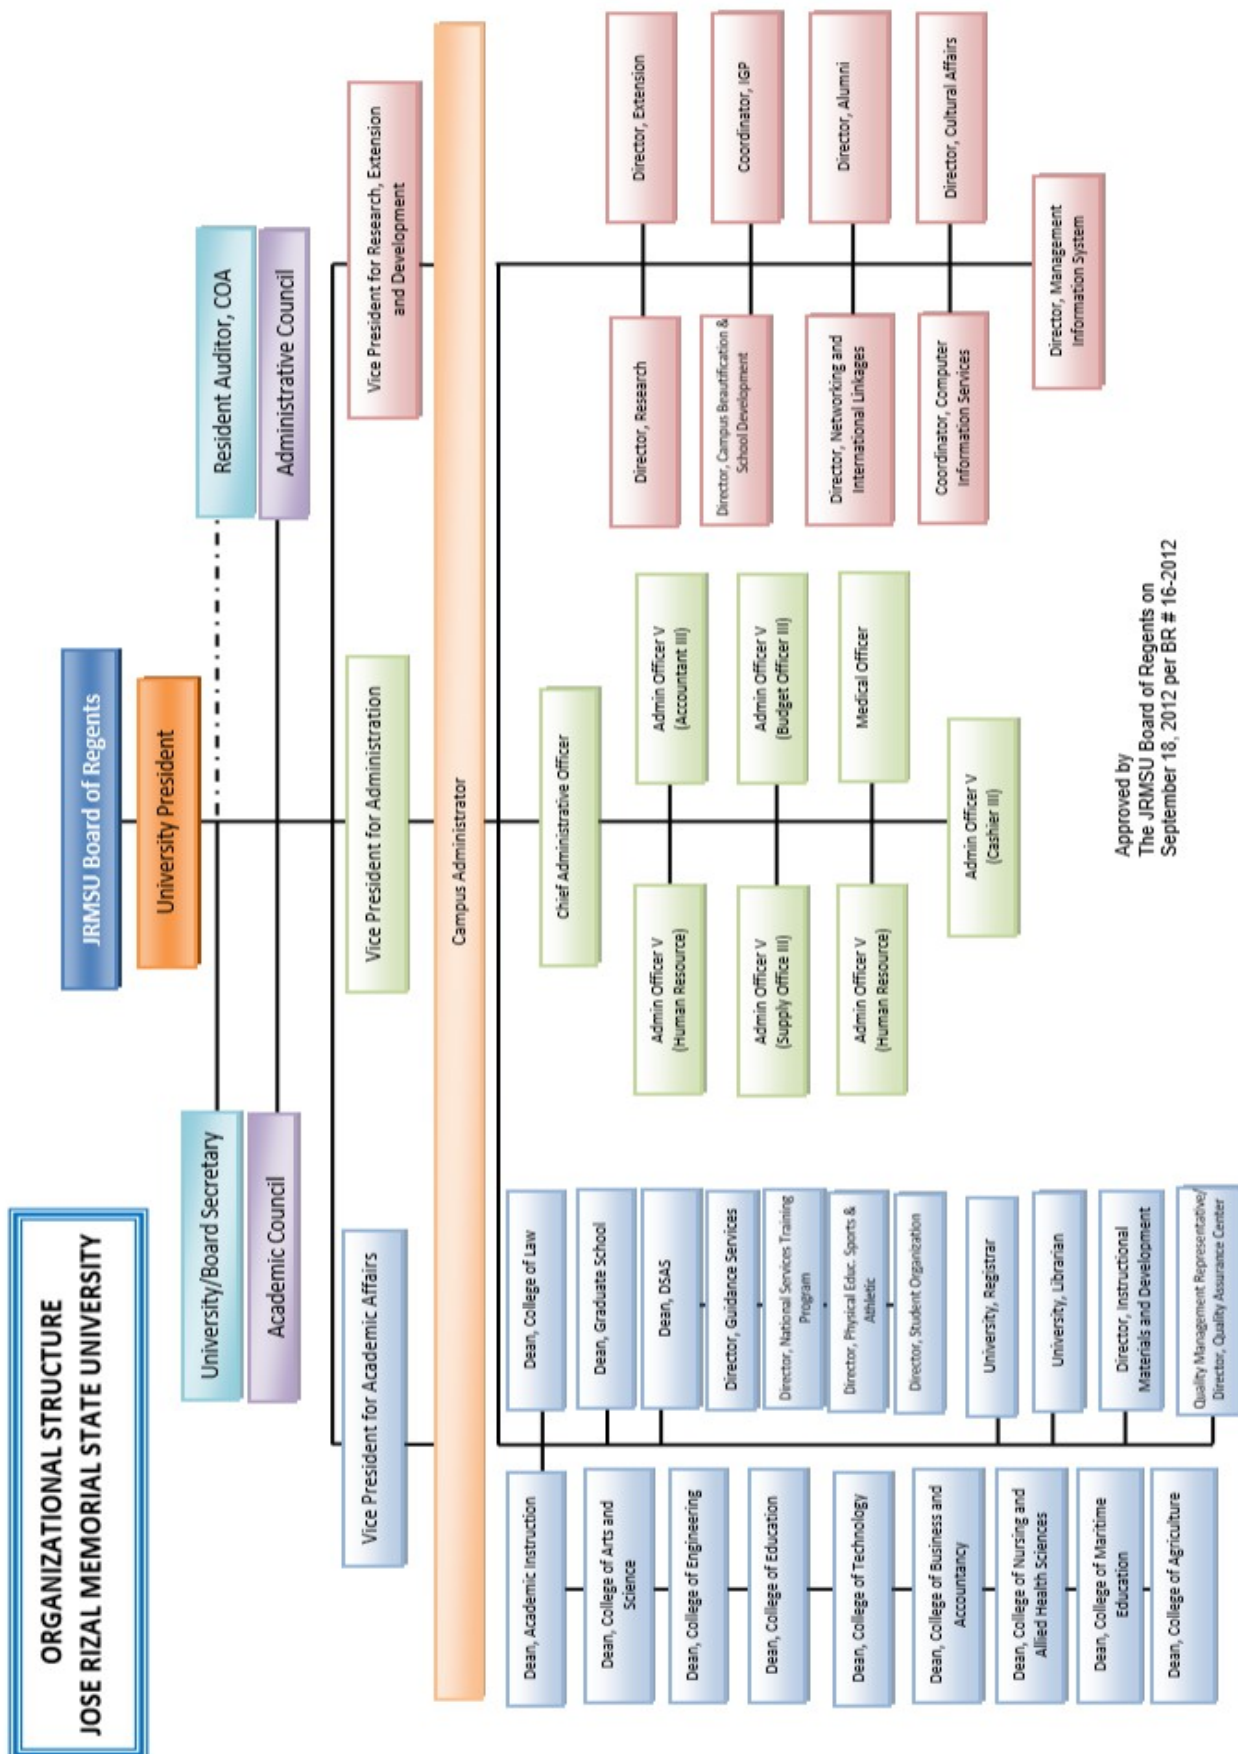 ORGANIZATIONAL STRUCTURE
JOSE RIZAL MEMORIAL STATE UNIVERSITY
JRMSU Board of Regents
University President
University/Board Secretary
Resident Auditor, COA
Academic Council
Administrative Council
Vice President for Academic Affairs
Vice President for Administration
Vice President for Research, Extension
and Development
Campus Administrator
Dean, Academic Instruction
Dean, College of Arts and
Science
Dean, College of Engineering
Dean, College of Education
Dean, College of Technology
Dean, College of Business and
Accountancy
Dean, College of Nursing and
Allied Health Sciences
Dean, College of Maritime
Education
Dean, College of Agriculture
Dean, College of Law
Dean, Graduate School
Dean, DSAS
Director, Guidance Services
Director, National Services Training
Program
Director, Physical Educ. Sports &
Athletic
Director, Student Organization
University, Registrar
University, Librarian
Director, Instructional
Materials and Development
Quality Management Representative/
Director, Quality Assurance Center
Chief Administrative Officer
Admin Officer V
(Human Resource)
Admin Officer V
(Accountant III)
Admin Officer V
(Supply Office III)
Admin Officer V
(Budget Officer III)
Admin Officer V
(Human Resource)
Medical Officer
Admin Officer V
(Cashier III)
Director, Research
Director, Extension
Director, Campus Beautification &
School Development
Coordinator, IGP
Director, Networking and
International Linkages
Director, Alumni
Coordinator, Computer
Information Services
Director, Cultural Affairs
Director, Management
Information System
Approved by
The JRMSU Board of Regents on
September 18, 2012 per BR # 16-2012